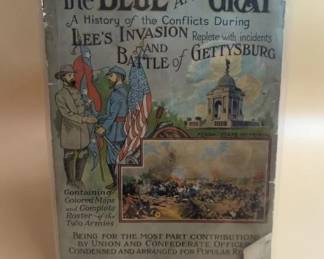 the BLUE AND GRAY
A History of the Conflicts During
LEE'S INVASION Replete with incidents
AND
BATTLE of GETTYSBURG
Containing
Colored Maps
and Complete
Roster of the
Two Armies
BEING FOR THE MOST PART CONTRIBUTIONS
BY UNION AND CONFEDERATE OFFICERS
CONDENSED AND ARRANGED FOR POPULAR